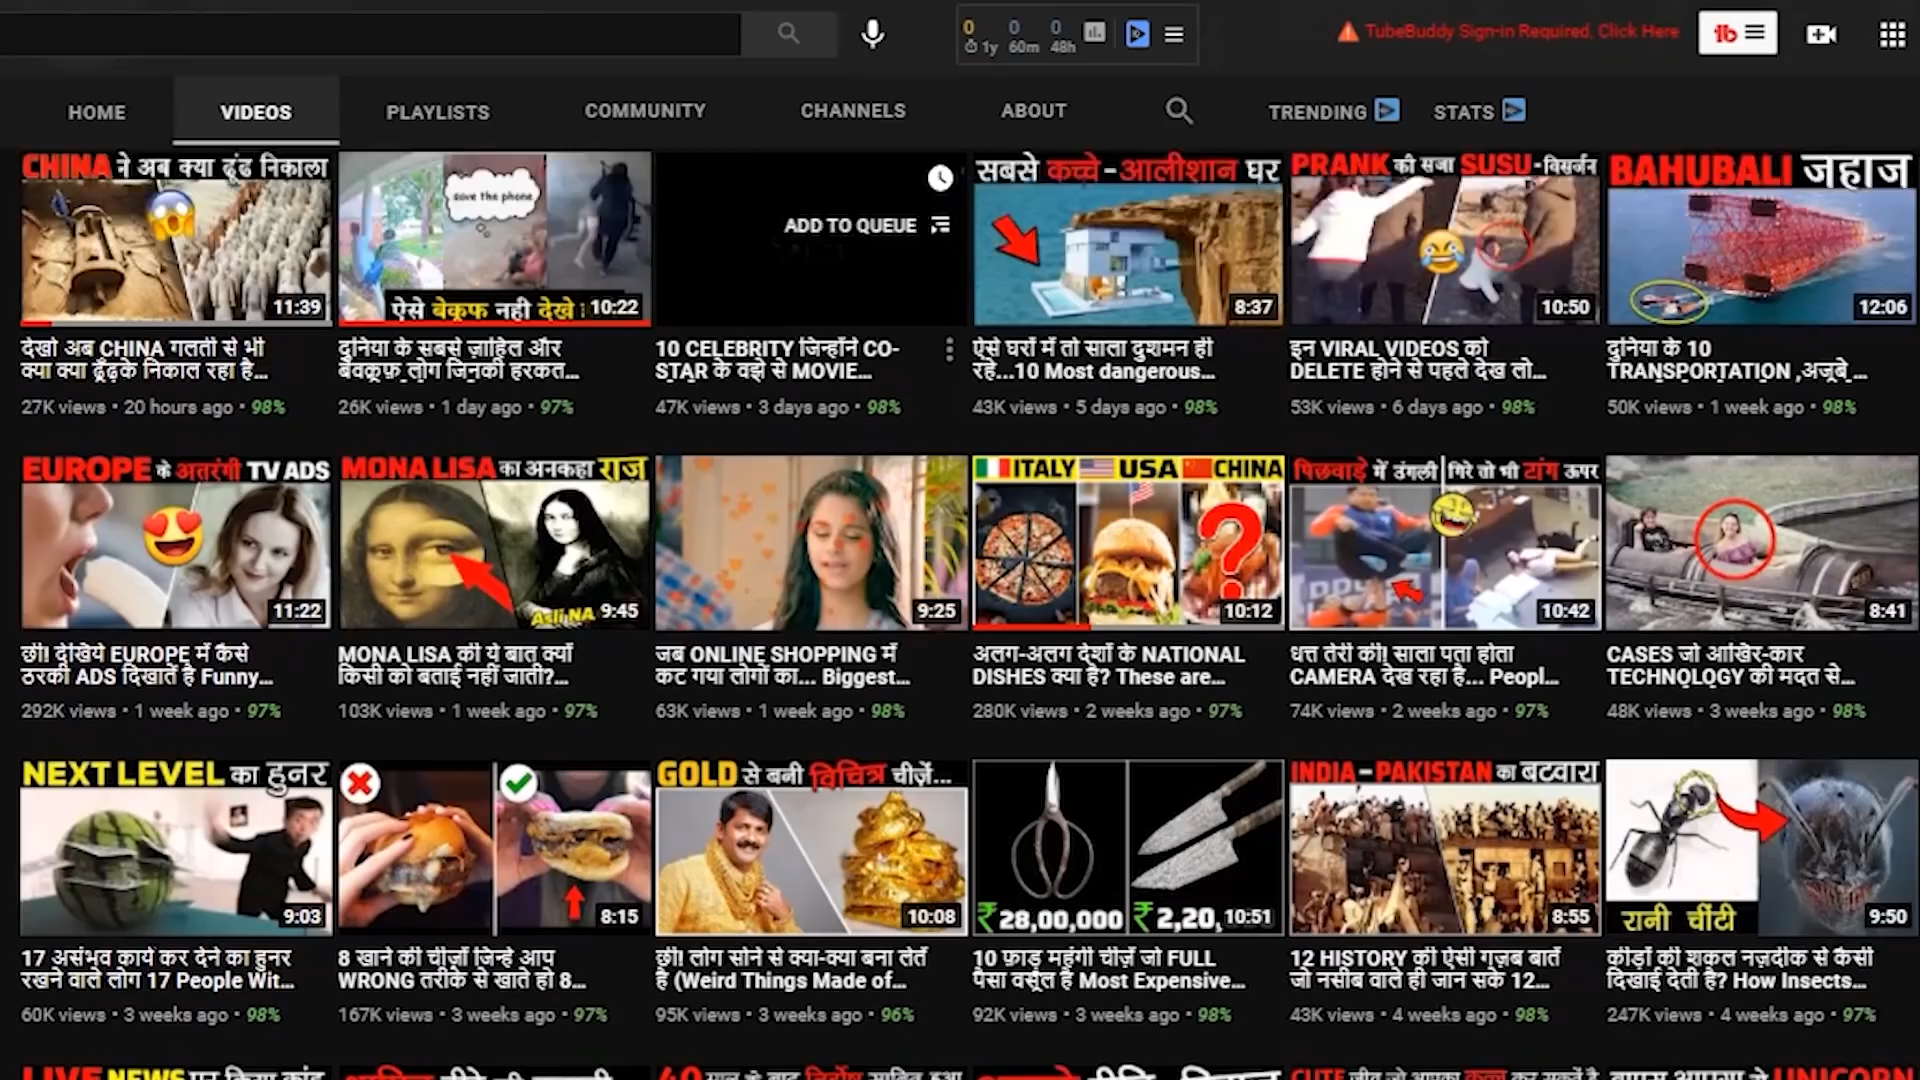 0 0 0
1y 60m 48h
TubeBuddy Sign-in Required, Click Here
tb
HOME VIDEOS PLAYLISTS COMMUNITY CHANNELS ABOUT TRENDING STATS
CHINA ने अब क्या ढूंढ निकाला
11:39
save the phone
ऐसे बेवकूफ नही देखे
10:22
ADD TO QUEUE
सबसे कच्चे-आलीशान घर
8:37
PRANK की सजा SUSU-विसर्जन
10:50
BAHUBALI जहाज
12:06
देखो अब CHINA गलती से भी
क्या क्या ढूँढके निकाल रहा है...
27K views • 20 hours ago • 98%
दुनिया के सबसे ज़ाहिल और
बेवक़ूफ़ लोग जिनकी हरकत...
26K views • 1 day ago • 97%
10 CELEBRITY जिन्होंने CO-
STAR के वझे से MOVIE...
47K views • 3 days ago • 98%
ऐसे घरों में तो साला दुशमन ही
रहे...10 Most dangerous...
43K views • 5 days ago • 98%
इन VIRAL VIDEOS को
DELETE होने से पहले देख लो...
53K views • 6 days ago • 98%
दुनिया के 10
TRANSPORTATION ,अजूबे ...
50K views • 1 week ago • 98%
EUROPE के अतरंगी TV ADS
11:22
MONA LISA का अनकहा राज़
Asli NA
9:45
9:25
ITALY USA CHINA
?
10:12
पिछवाड़े में उंगली गिरे तो भी टांग ऊपर
10:42
8:41
छी! देखिये EUROPE में कैसे
ठरकी ADS दिखाते है Funny...
292K views • 1 week ago • 97%
MONA LISA की ये बात क्यों
किसी को बताई नहीं जाती?...
103K views • 1 week ago • 97%
जब ONLINE SHOPPING में
कट गया लोगों का... Biggest...
63K views • 1 week ago • 98%
अलग-अलग देशों के NATIONAL
DISHES क्या है? These are...
280K views • 2 weeks ago • 97%
धत्त तेरी की! साला पता होता
CAMERA देख रहा है... Peopl...
74K views • 2 weeks ago • 97%
CASES जो आखिर-कार
TECHNOLOGY की मदत से...
48K views • 3 weeks ago • 98%
NEXT LEVEL का हुनर
9:03
8:15
GOLD से बनी विचित्र चीज़ें...
10:08
₹28,00,000
₹2,20,
10:51
INDIA-PAKISTAN का बटवारा
8:55
रानी चींटी
9:50
17 असंभव कार्य कर देने का हुनर
रखने वाले लोग 17 People Wit...
60K views • 3 weeks ago • 98%
8 खाने की चीज़ों जिन्हे आप
WRONG तरीके से खाते हो 8...
167K views • 3 weeks ago • 97%
छी! लोग सोने से क्या-क्या बना लेते
है (Weird Things Made of...
95K views • 3 weeks ago • 96%
10 फ़ाड़ू महंगी चीज़ें जो FULL
पैसा वसूल है Most Expensive...
92K views • 3 weeks ago • 98%
12 HISTORY की ऐसी गज़ब बातें
जो नसीब वाले ही जान सके 12...
43K views • 4 weeks ago • 98%
कीड़ों की शकल नज़दीक से कैसी
दिखाई देती है? How Insects...
247K views • 4 weeks ago • 97%
LIVE NEWS
UNICORN